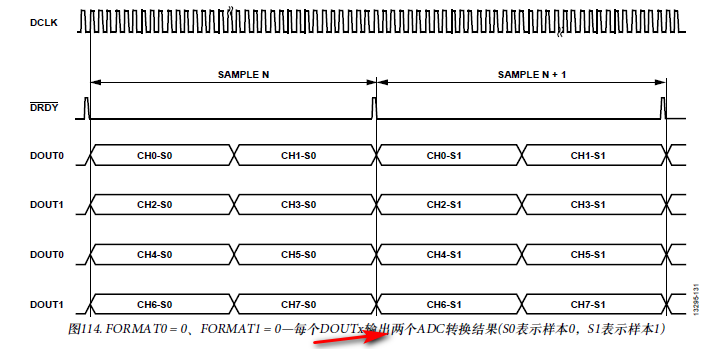 DCLK
SAMPLE N
SAMPLE N + 1
DRDY
DOUT0
CH0-S0
CH1-S0
CH0-S1
CH1-S1
DOUT1
CH2-S0
CH3-S0
CH2-S1
CH3-S1
DOUT0
CH4-S0
CH5-S0
CH4-S1
CH5-S1
DOUT1
CH6-S0
CH7-S0
CH6-S1
CH7-S1
13295-131
图114. FORMAT0 = 0、FORMAT1 = 0—每个DOUTx输出两个ADC转换结果(S0表示样本0，S1表示样本1)